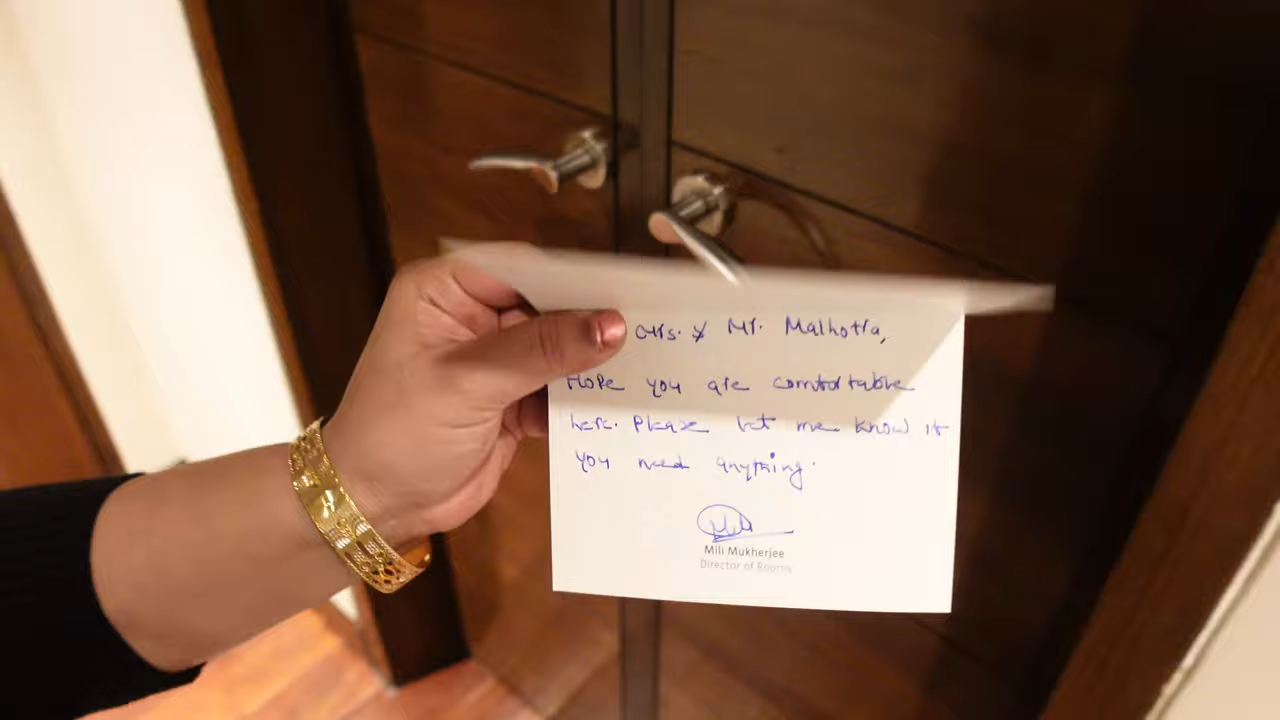 Mrs. & Mr. Malhotra,
Hope you are comfortable
here. Please let me know if
you need anything.
Mili Mukherjee
Director of Rooms